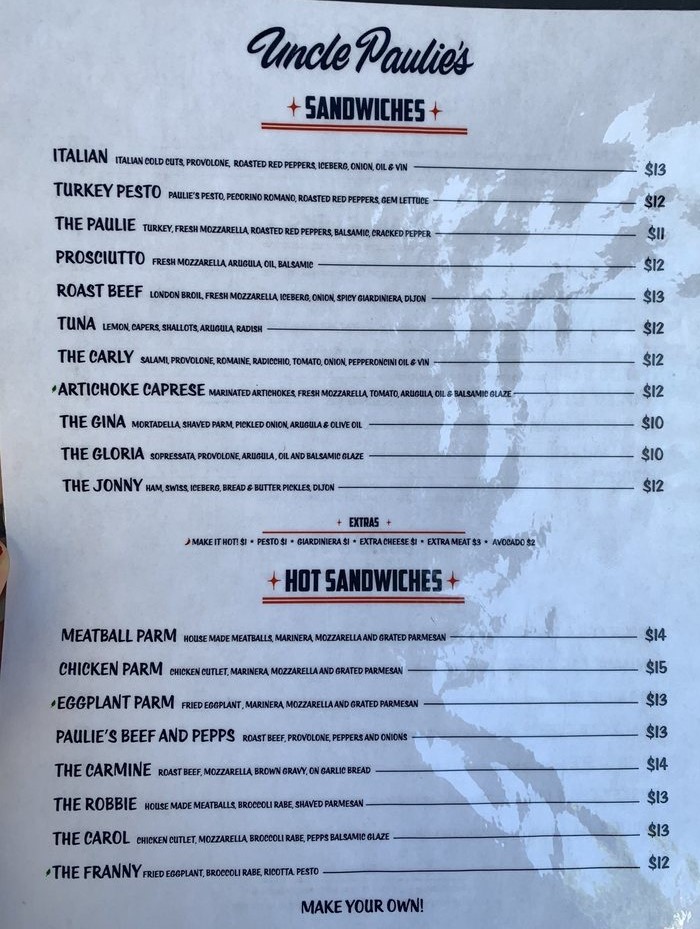 Uncle Paulie's
SANDWICHES
ITALIAN ITALIAN COLD CUTS, PROVOLONE, ROASTED RED PEPPERS, ICEBERG, ONION, OIL & VIN $13
TURKEY PESTO PAULIE'S PESTO, PECORINO ROMANO, ROASTED RED PEPPERS, GEM LETTUCE $12
THE PAULIE TURKEY, FRESH MOZZARELLA, ROASTED RED PEPPERS, BALSAMIC, CRACKED PEPPER $11
PROSCIUTTO FRESH MOZZARELLA, ARUGULA, OIL, BALSAMIC $12
ROAST BEEF LONDON BROIL, FRESH MOZZARELLA, ICEBERG, ONION, SPICY GIARDINIERA, DIJON $13
TUNA LEMON, CAPERS, SHALLOTS, ARUGULA, RADISH $12
THE CARLY SALAMI, PROVOLONE, ROMAINE, RADICCHIO, TOMATO, ONION, PEPPERONCINI OIL & VIN $12
ARTICHOKE CAPRESE MARINATED ARTICHOKES, FRESH MOZZARELLA, TOMATO, ARUGULA, OIL & BALSAMIC GLAZE $12
THE GINA MORTADELLA, SHAVED PARM, PICKLED ONION, ARUGULA & OLIVE OIL $10
THE GLORIA SOPRESSATA, PROVOLONE, ARUGULA, OIL AND BALSAMIC GLAZE $10
THE JONNY HAM, SWISS, ICEBERG, BREAD & BUTTER PICKLES, DIJON $12
EXTRAS
MAKE IT HOT! $1 • PESTO $1 • GIARDINIERA $1 • EXTRA CHEESE $1 • EXTRA MEAT $3 • AVOCADO $2
HOT SANDWICHES
MEATBALL PARM HOUSE MADE MEATBALLS, MARINERA, MOZZARELLA AND GRATED PARMESAN $14
CHICKEN PARM CHICKEN CUTLET, MARINERA, MOZZARELLA AND GRATED PARMESAN $15
EGGPLANT PARM FRIED EGGPLANT, MARINERA, MOZZARELLA AND GRATED PARMESAN $13
PAULIE'S BEEF AND PEPPS ROAST BEEF, PROVOLONE, PEPPERS AND ONIONS $13
THE CARMINE ROAST BEEF, MOZZARELLA, BROWN GRAVY, ON GARLIC BREAD $14
THE ROBBIE HOUSE MADE MEATBALLS, BROCCOLI RABE, SHAVED PARMESAN $13
THE CAROL CHICKEN CUTLET, MOZZARELLA, BROCCOLI RABE, PEPPS BALSAMIC GLAZE $13
THE FRANNY FRIED EGGPLANT, BROCCOLI RABE, RICOTTA, PESTO $12
MAKE YOUR OWN!